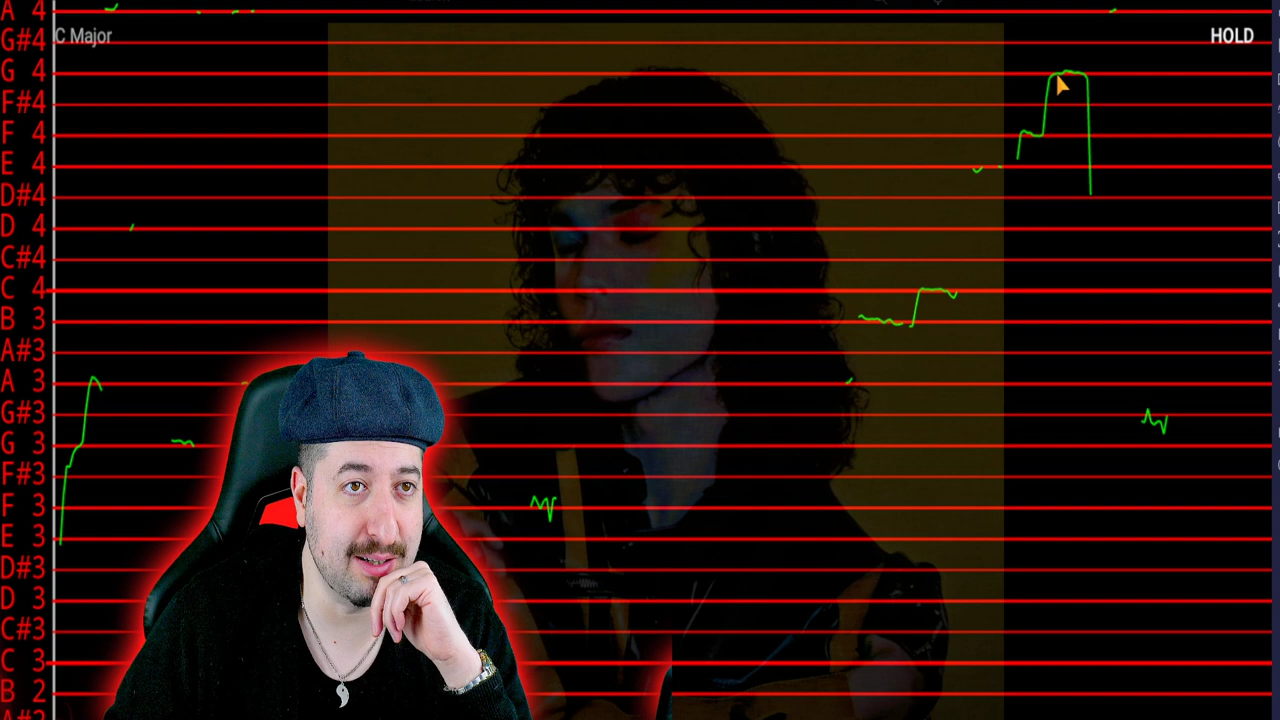 A 4
G#4 C Major HOLD
G 4
F#4
F 4
E 4
D#4
D 4
C#4
C 4
B 3
A#3
A 3
G#3
G 3
F#3
F 3
E 3
D#3
D 3
C#3
C 3
B 2